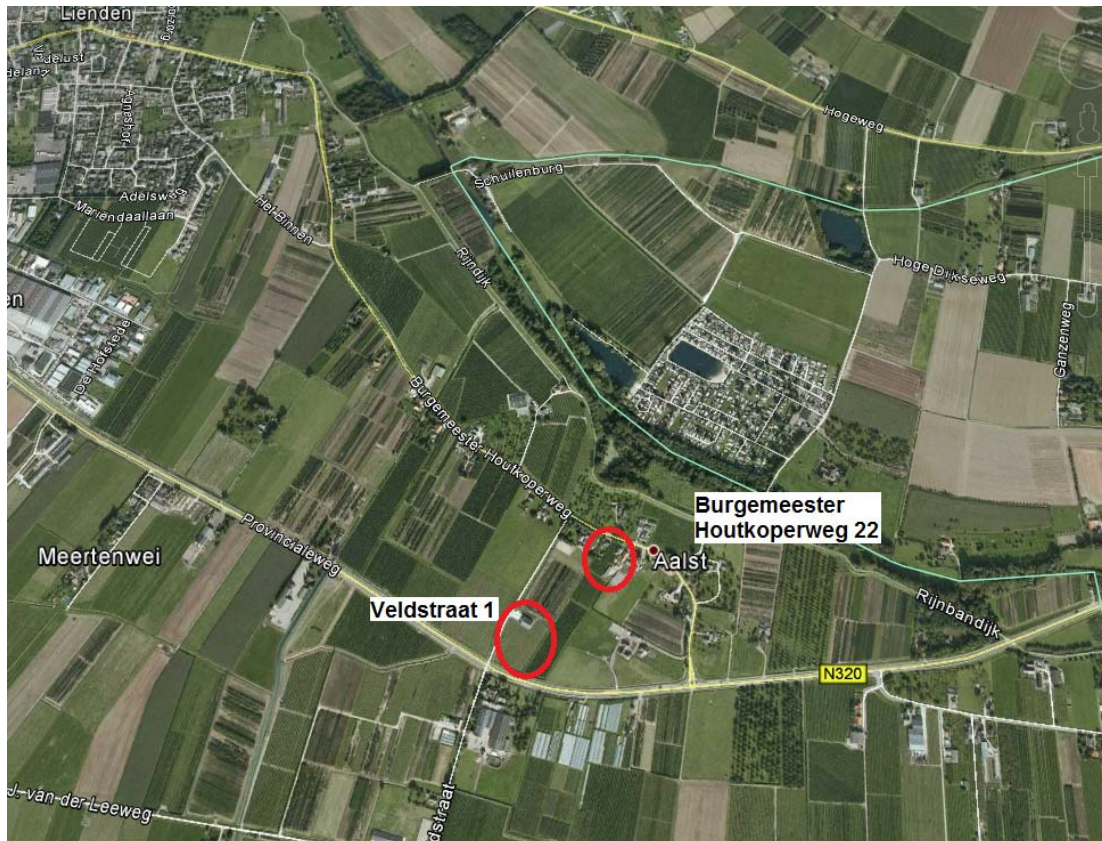 Lienden
Agneshof
Adelsweg
Mariendaallaan
Het Binnen
Schuilenburg
Hogeweg
Rijndijk
Hoge Dijkseweg
Ganzenweg
De Hofstede
Burgemeester Houtkoperweg
Provincialeweg
Meertenwei
Burgemeester
Houtkoperweg 22
Aalst
Veldstraat 1
Rijnbandijk
N320
J. van der Leeweg
dstraat